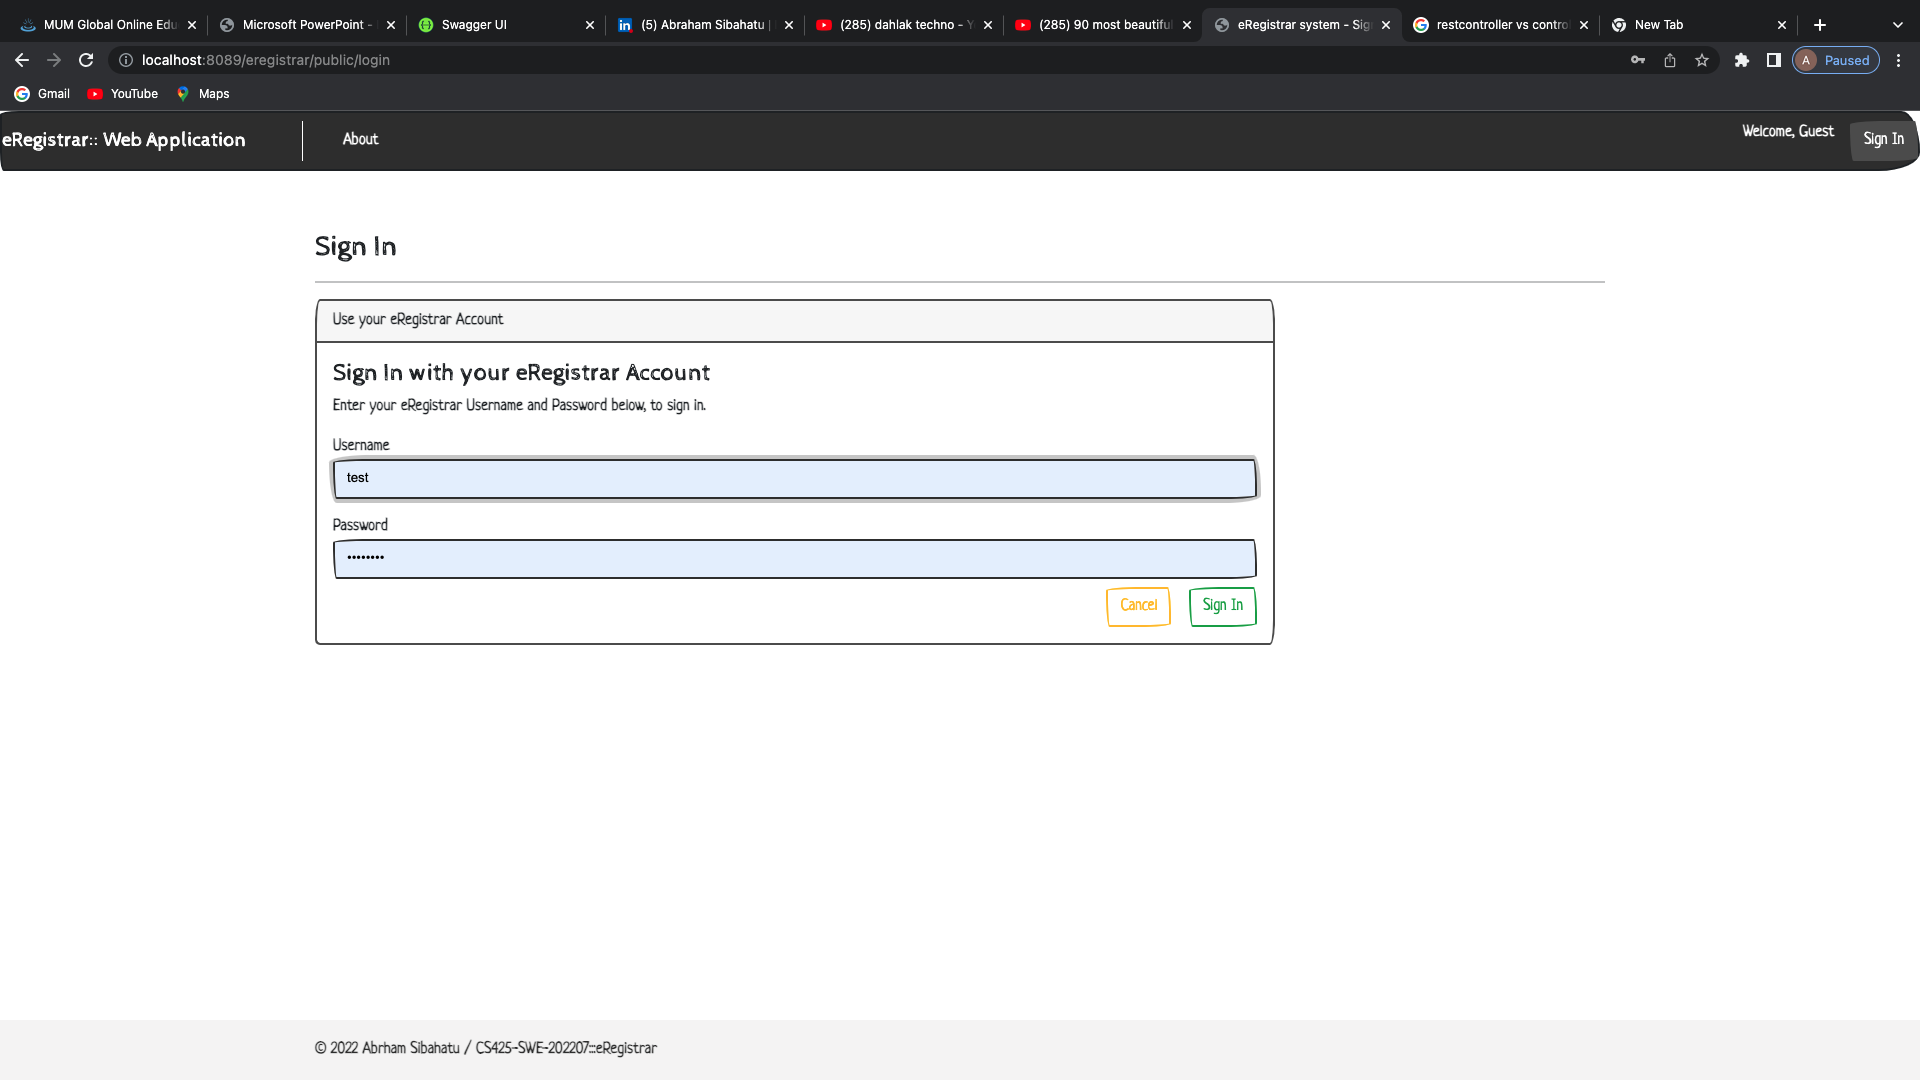 MUM Global Online Edu
Microsoft PowerPoint -
Swagger UI
(5) Abraham Sibahatu |
(285) dahlak techno - Y
(285) 90 most beautiful
eRegistrar system - Sig
restcontroller vs contro
New Tab
localhost:8089/eregistrar/public/login
A Paused
Gmail YouTube Maps
eRegistrar:: Web Application
About
Welcome, Guest
Sign In
Sign In
Use your eRegistrar Account
Sign In with your eRegistrar Account
Enter your eRegistrar Username and Password below, to sign in.
Username
test
Password
••••••••
Cancel Sign In
© 2022 Abrham Sibahatu / CS425-SWE-202207:::eRegistrar